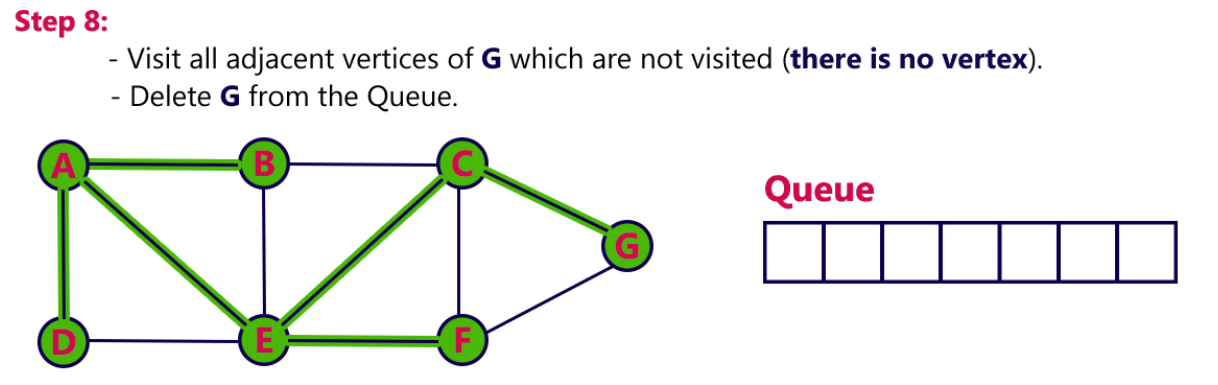 Step 8:
- Visit all adjacent vertices of G which are not visited (there is no vertex).
- Delete G from the Queue.
A B C
Queue
G
D E F